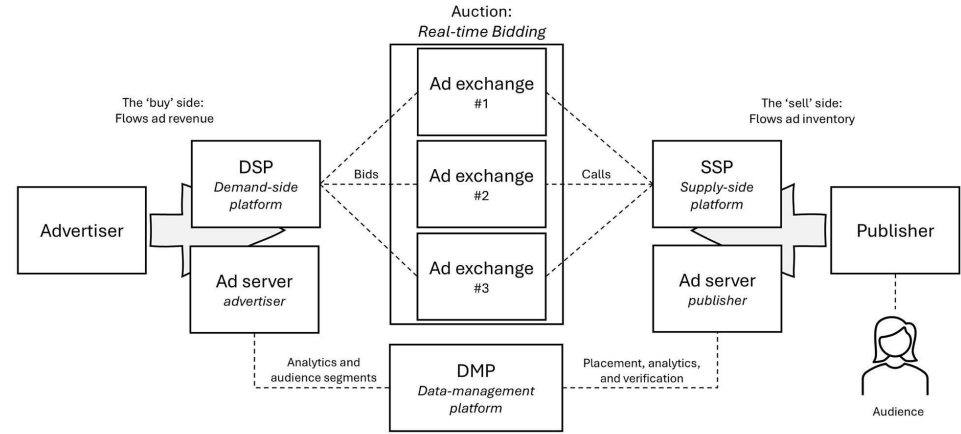 Auction:
Real-time Bidding
The ‘buy’ side:
Flows ad revenue
Advertiser
DSP
Demand-side
platform
Ad server
advertiser
Bids
Ad exchange
#1
Ad exchange
#2
Ad exchange
#3
Calls
The ‘sell’ side:
Flows ad inventory
SSP
Supply-side
platform
Ad server
publisher
Publisher
Analytics and
audience segments
DMP
Data-management
platform
Placement, analytics,
and verification
Audience